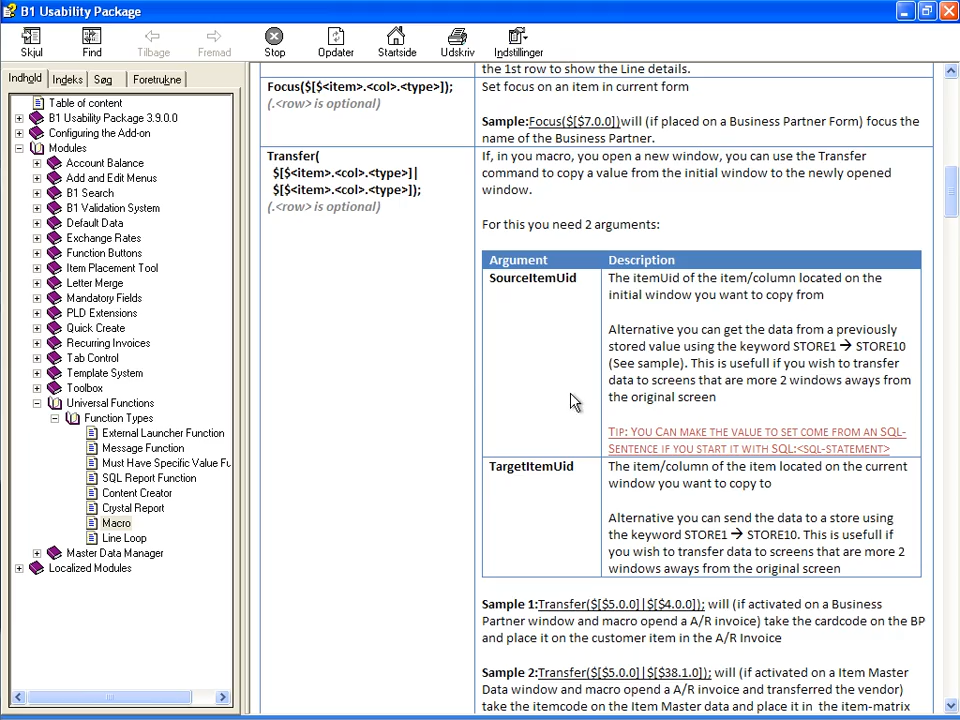 B1 Usability Package
Skjul
Find
Tilbage
Fremad
Stop
Opdater
Startside
Udskriv
Indstillinger
Indhold
Indeks
Søg
Foretrukne
Table of content
B1 Usability Package 3.9.0.0
Configuring the Add-on
Modules
Account Balance
Add and Edit Menus
B1 Search
B1 Validation System
Default Data
Exchange Rates
Function Buttons
Item Placement Tool
Letter Merge
Mandatory Fields
PLD Extensions
Quick Create
Recurring Invoices
Tab Control
Template System
Toolbox
Universal Functions
Function Types
External Launcher Function
Message Function
Must Have Specific Value Fu
SQL Report Function
Content Creator
Crystal Report
Macro
Line Loop
Master Data Manager
Localized Modules
the 1st row to show the Line details.
Focus($[$<item>.<col>.<type>]);
(.<row> is optional)
Set focus on an item in current form
Sample:Focus($[$7.0.0])will (if placed on a Business Partner Form) focus the
name of the Business Partner.
Transfer(
$[$<item>.<col>.<type>]|
$[$<item>.<col>.<type>]);
(.<row> is optional)
If, in you macro, you open a new window, you can use the Transfer
command to copy a value from the initial window to the newly opened
window.
For this you need 2 arguments:
Argument
Description
SourceItemUid
The itemUid of the item/column located on the
initial window you want to copy from
Alternative you can get the data from a previously
stored value using the keyword STORE1 → STORE10
(See sample). This is usefull if you wish to transfer
data to screens that are more 2 windows aways from
the original screen
TIP: YOU CAN MAKE THE VALUE TO SET COME FROM AN SQL-
SENTENCE IF YOU START IT WITH SQL:<SQL-STATEMENT>
TargetItemUid
The item/column of the item located on the current
window you want to copy to
Alternative you can send the data to a store using
the keyword STORE1 → STORE10. This is usefull if
you wish to transfer data to screens that are more 2
windows aways from the original screen
Sample 1:Transfer($[$5.0.0]|$[$4.0.0]); will (if activated on a Business
Partner window and macro opend a A/R invoice) take the cardcode on the BP
and place it on the customer item in the A/R Invoice
Sample 2:Transfer($[$5.0.0]|$[$38.1.0]); will (if activated on a Item Master
Data window and macro opend a A/R invoice and transferred the vendor)
take the itemcode on the Item Master data and place it in the item-matrix